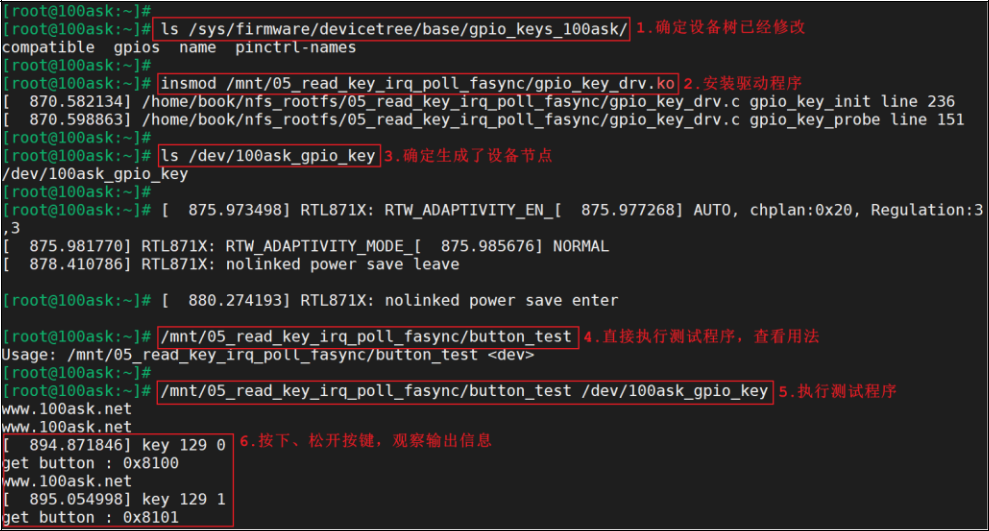 [root@100ask:~]#
[root@100ask:~]# ls /sys/firmware/devicetree/base/gpio_keys_100ask/ 1.确定设备树已经修改
compatible  gpios  name  pinctrl-names
[root@100ask:~]#
[root@100ask:~]# insmod /mnt/05_read_key_irq_poll_fasync/gpio_key_drv.ko 2.安装驱动程序
[  870.582134] /home/book/nfs_rootfs/05_read_key_irq_poll_fasync/gpio_key_drv.c gpio_key_init line 236
[  870.598863] /home/book/nfs_rootfs/05_read_key_irq_poll_fasync/gpio_key_drv.c gpio_key_probe line 151
[root@100ask:~]#
[root@100ask:~]# ls /dev/100ask_gpio_key 3.确定生成了设备节点
/dev/100ask_gpio_key
[root@100ask:~]#
[root@100ask:~]# [  875.973498] RTL871X: RTW_ADAPTIVITY_EN_[  875.977268] AUTO, chplan:0x20, Regulation:3
,3
[  875.981770] RTL871X: RTW_ADAPTIVITY_MODE_[  875.985676] NORMAL
[  878.410786] RTL871X: nolinked power save leave
[root@100ask:~]# [  880.274193] RTL871X: nolinked power save enter
[root@100ask:~]# /mnt/05_read_key_irq_poll_fasync/button_test 4.直接执行测试程序，查看用法
Usage: /mnt/05_read_key_irq_poll_fasync/button_test <dev>
[root@100ask:~]#
[root@100ask:~]# /mnt/05_read_key_irq_poll_fasync/button_test /dev/100ask_gpio_key 5.执行测试程序
www.100ask.net
www.100ask.net
[  894.871846] key 129 0 6.按下、松开按键，观察输出信息
get button : 0x8100
www.100ask.net
[  895.054998] key 129 1
get button : 0x8101